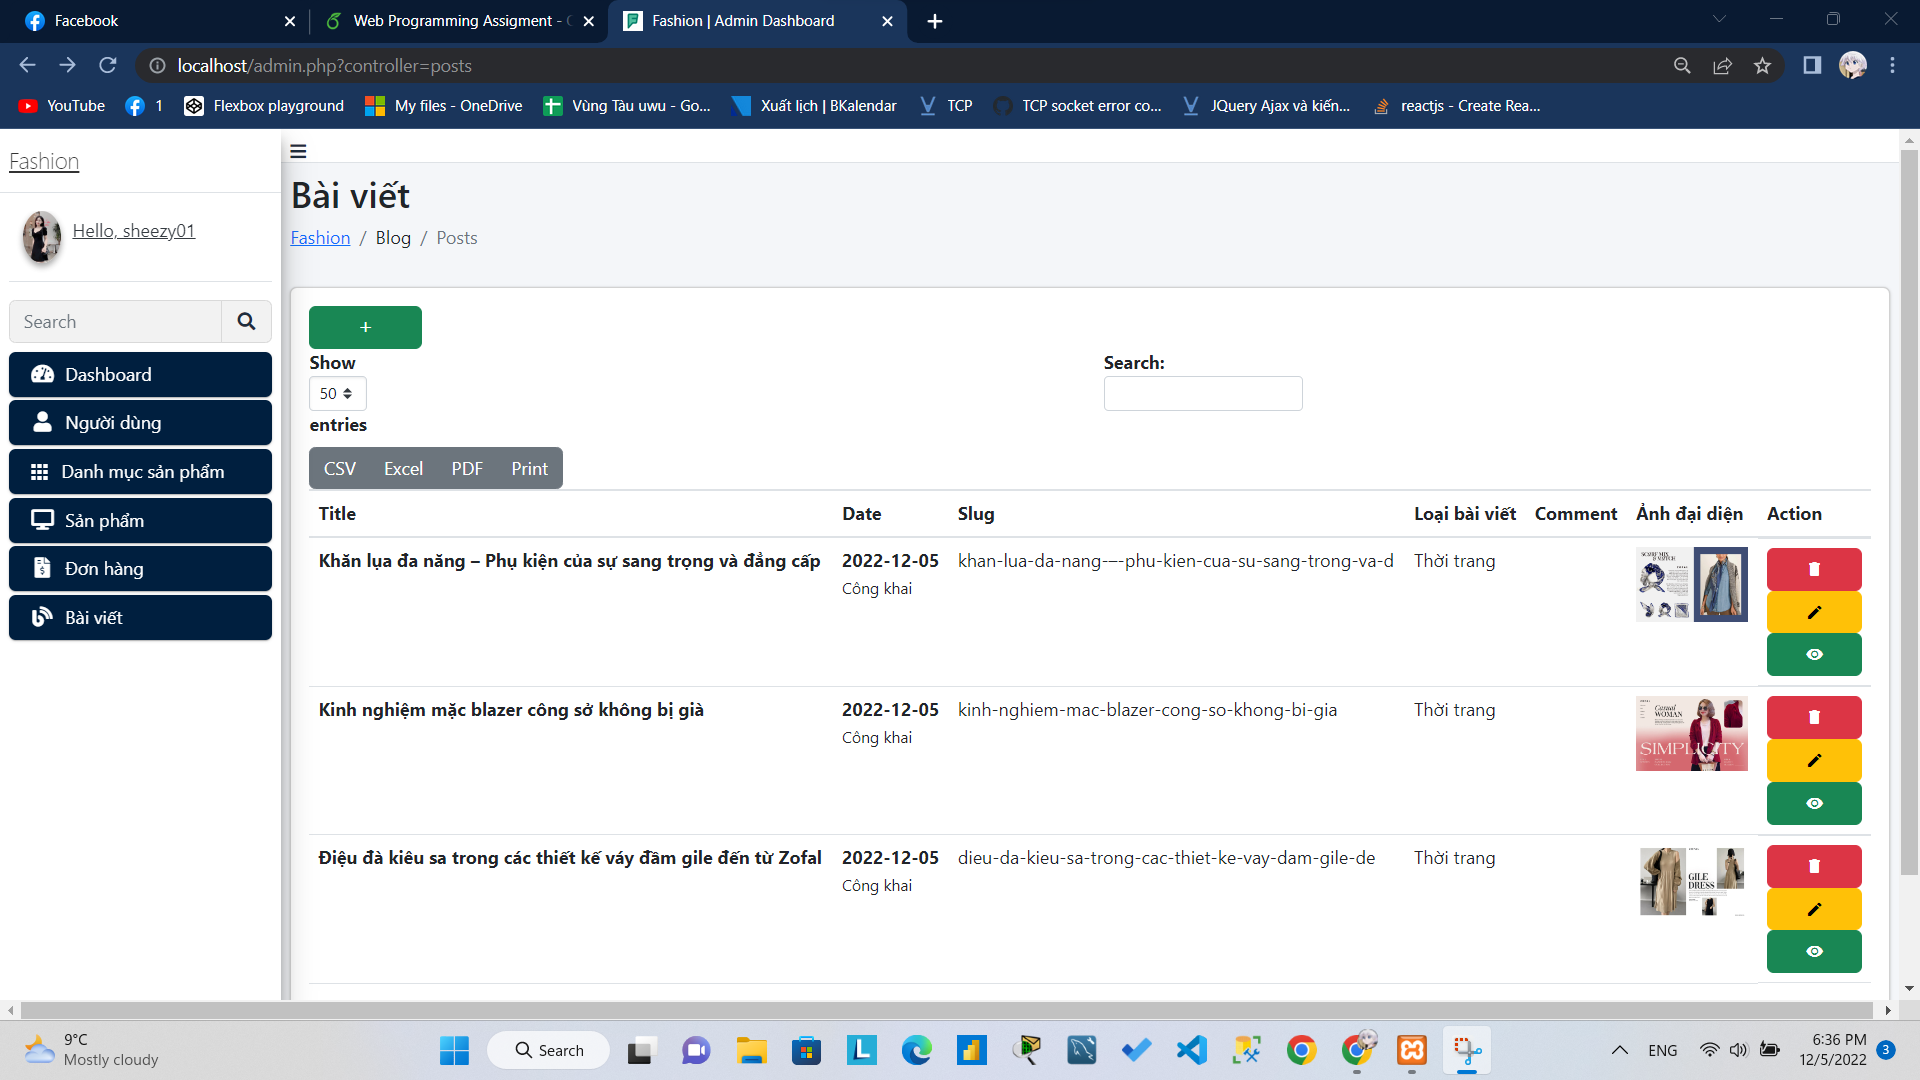 Facebook
Web Programming Assigment -
Fashion | Admin Dashboard
localhost/admin.php?controller=posts
YouTube
1
Flexbox playground
My files - OneDrive
Vùng Tàu uwu - Go...
Xuất lịch | BKalendar
TCP
TCP socket error co...
JQuery Ajax và kiến...
reactjs - Create Rea...
Fashion
Hello, sheezy01
Search
Dashboard
Người dùng
Danh mục sản phẩm
Sản phẩm
Đơn hàng
Bài viết
Bài viết
Fashion / Blog / Posts
+
Show
50
entries
Search:
CSV Excel PDF Print
Title Date Slug Loại bài viết Comment Ảnh đại diện Action
Khăn lụa đa năng – Phụ kiện của sự sang trọng và đẳng cấp 2022-12-05 khan-lua-da-nang-–-phu-kien-cua-su-sang-trong-va-d Thời trang
Công khai
Kinh nghiệm mặc blazer công sở không bị già 2022-12-05 kinh-nghiem-mac-blazer-cong-so-khong-bi-gia Thời trang
Công khai
Casual
WOMAN
SIMPLICITY
Điệu đà kiêu sa trong các thiết kế váy đầm gile đến từ Zofal 2022-12-05 dieu-da-kieu-sa-trong-cac-thiet-ke-vay-dam-gile-de Thời trang
Công khai
GILE
DRESS
9°C
Mostly cloudy
Search
ENG
6:36 PM
12/5/2022
3